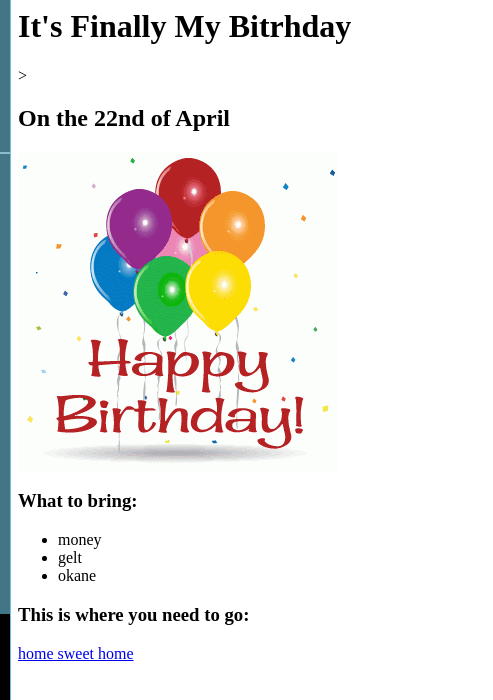 It's Finally My Bitrhday
>
On the 22nd of April
Happy
Birthday!
What to bring:
money
gelt
okane
This is where you need to go:
home sweet home